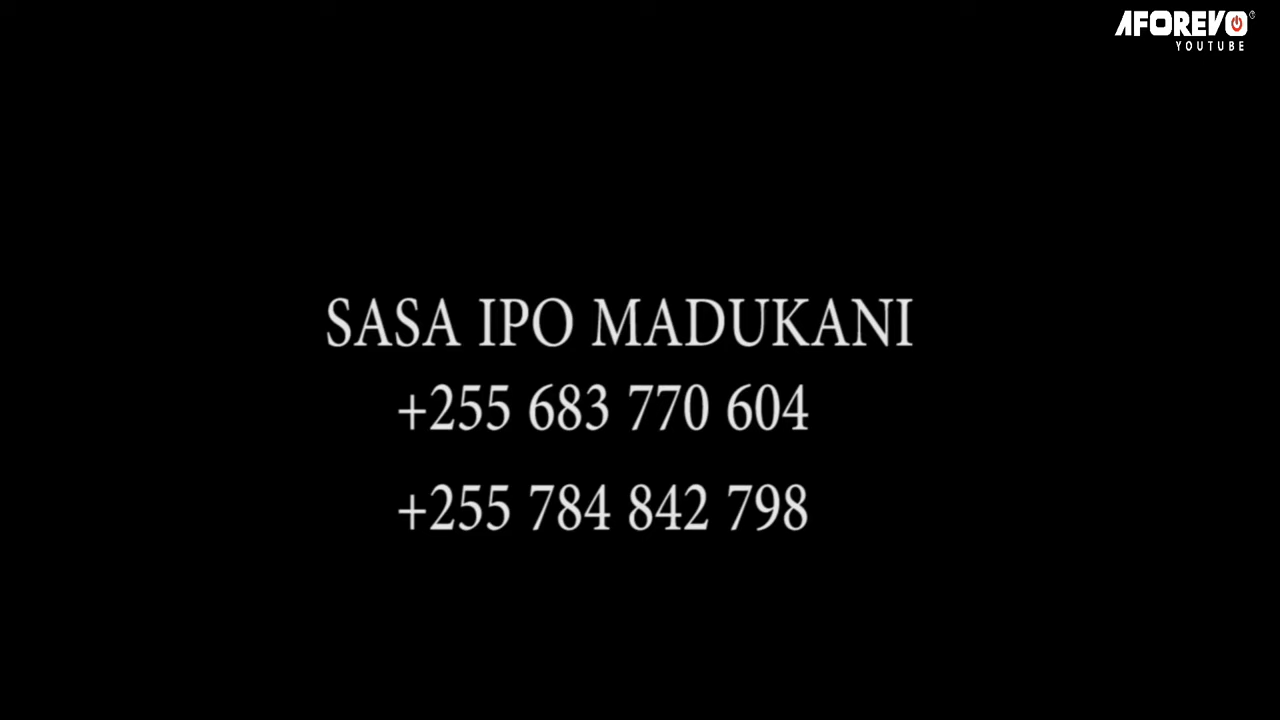 AFOREVO
YOUTUBE
SASA IPO MADUKANI
+255 683 770 604
+255 784 842 798